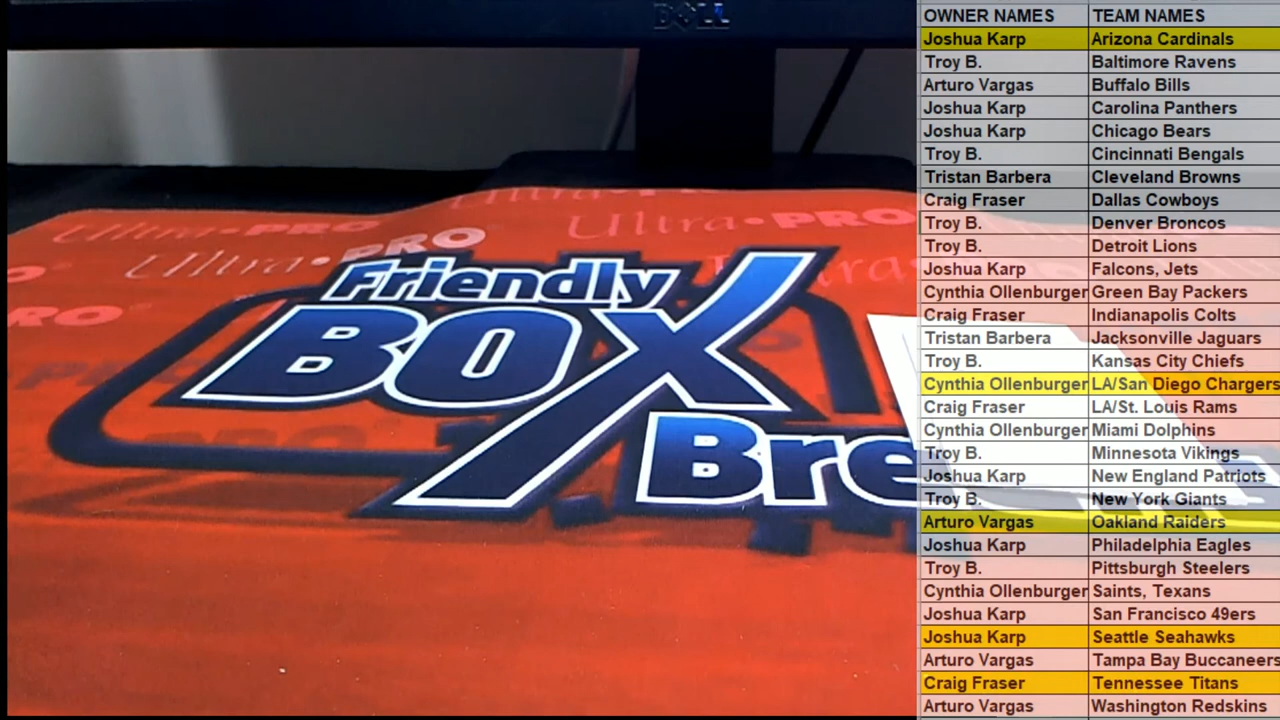 DELL
Ultra PRO
Ultra PRO
Ultra•PRO
Ultra•PRO
PRO
Friendly
BOX
Bre
OWNER NAMES TEAM NAMES
Joshua Karp Arizona Cardinals
Troy B. Baltimore Ravens
Arturo Vargas Buffalo Bills
Joshua Karp Carolina Panthers
Joshua Karp Chicago Bears
Troy B. Cincinnati Bengals
Tristan Barbera Cleveland Browns
Craig Fraser Dallas Cowboys
Troy B. Denver Broncos
Troy B. Detroit Lions
Joshua Karp Falcons, Jets
Cynthia Ollenburger Green Bay Packers
Craig Fraser Indianapolis Colts
Tristan Barbera Jacksonville Jaguars
Troy B. Kansas City Chiefs
Cynthia Ollenburger LA/San Diego Chargers
Craig Fraser LA/St. Louis Rams
Cynthia Ollenburger Miami Dolphins
Troy B. Minnesota Vikings
Joshua Karp New England Patriots
Troy B. New York Giants
Arturo Vargas Oakland Raiders
Joshua Karp Philadelphia Eagles
Troy B. Pittsburgh Steelers
Cynthia Ollenburger Saints, Texans
Joshua Karp San Francisco 49ers
Joshua Karp Seattle Seahawks
Arturo Vargas Tampa Bay Buccaneers
Craig Fraser Tennessee Titans
Arturo Vargas Washington Redskins